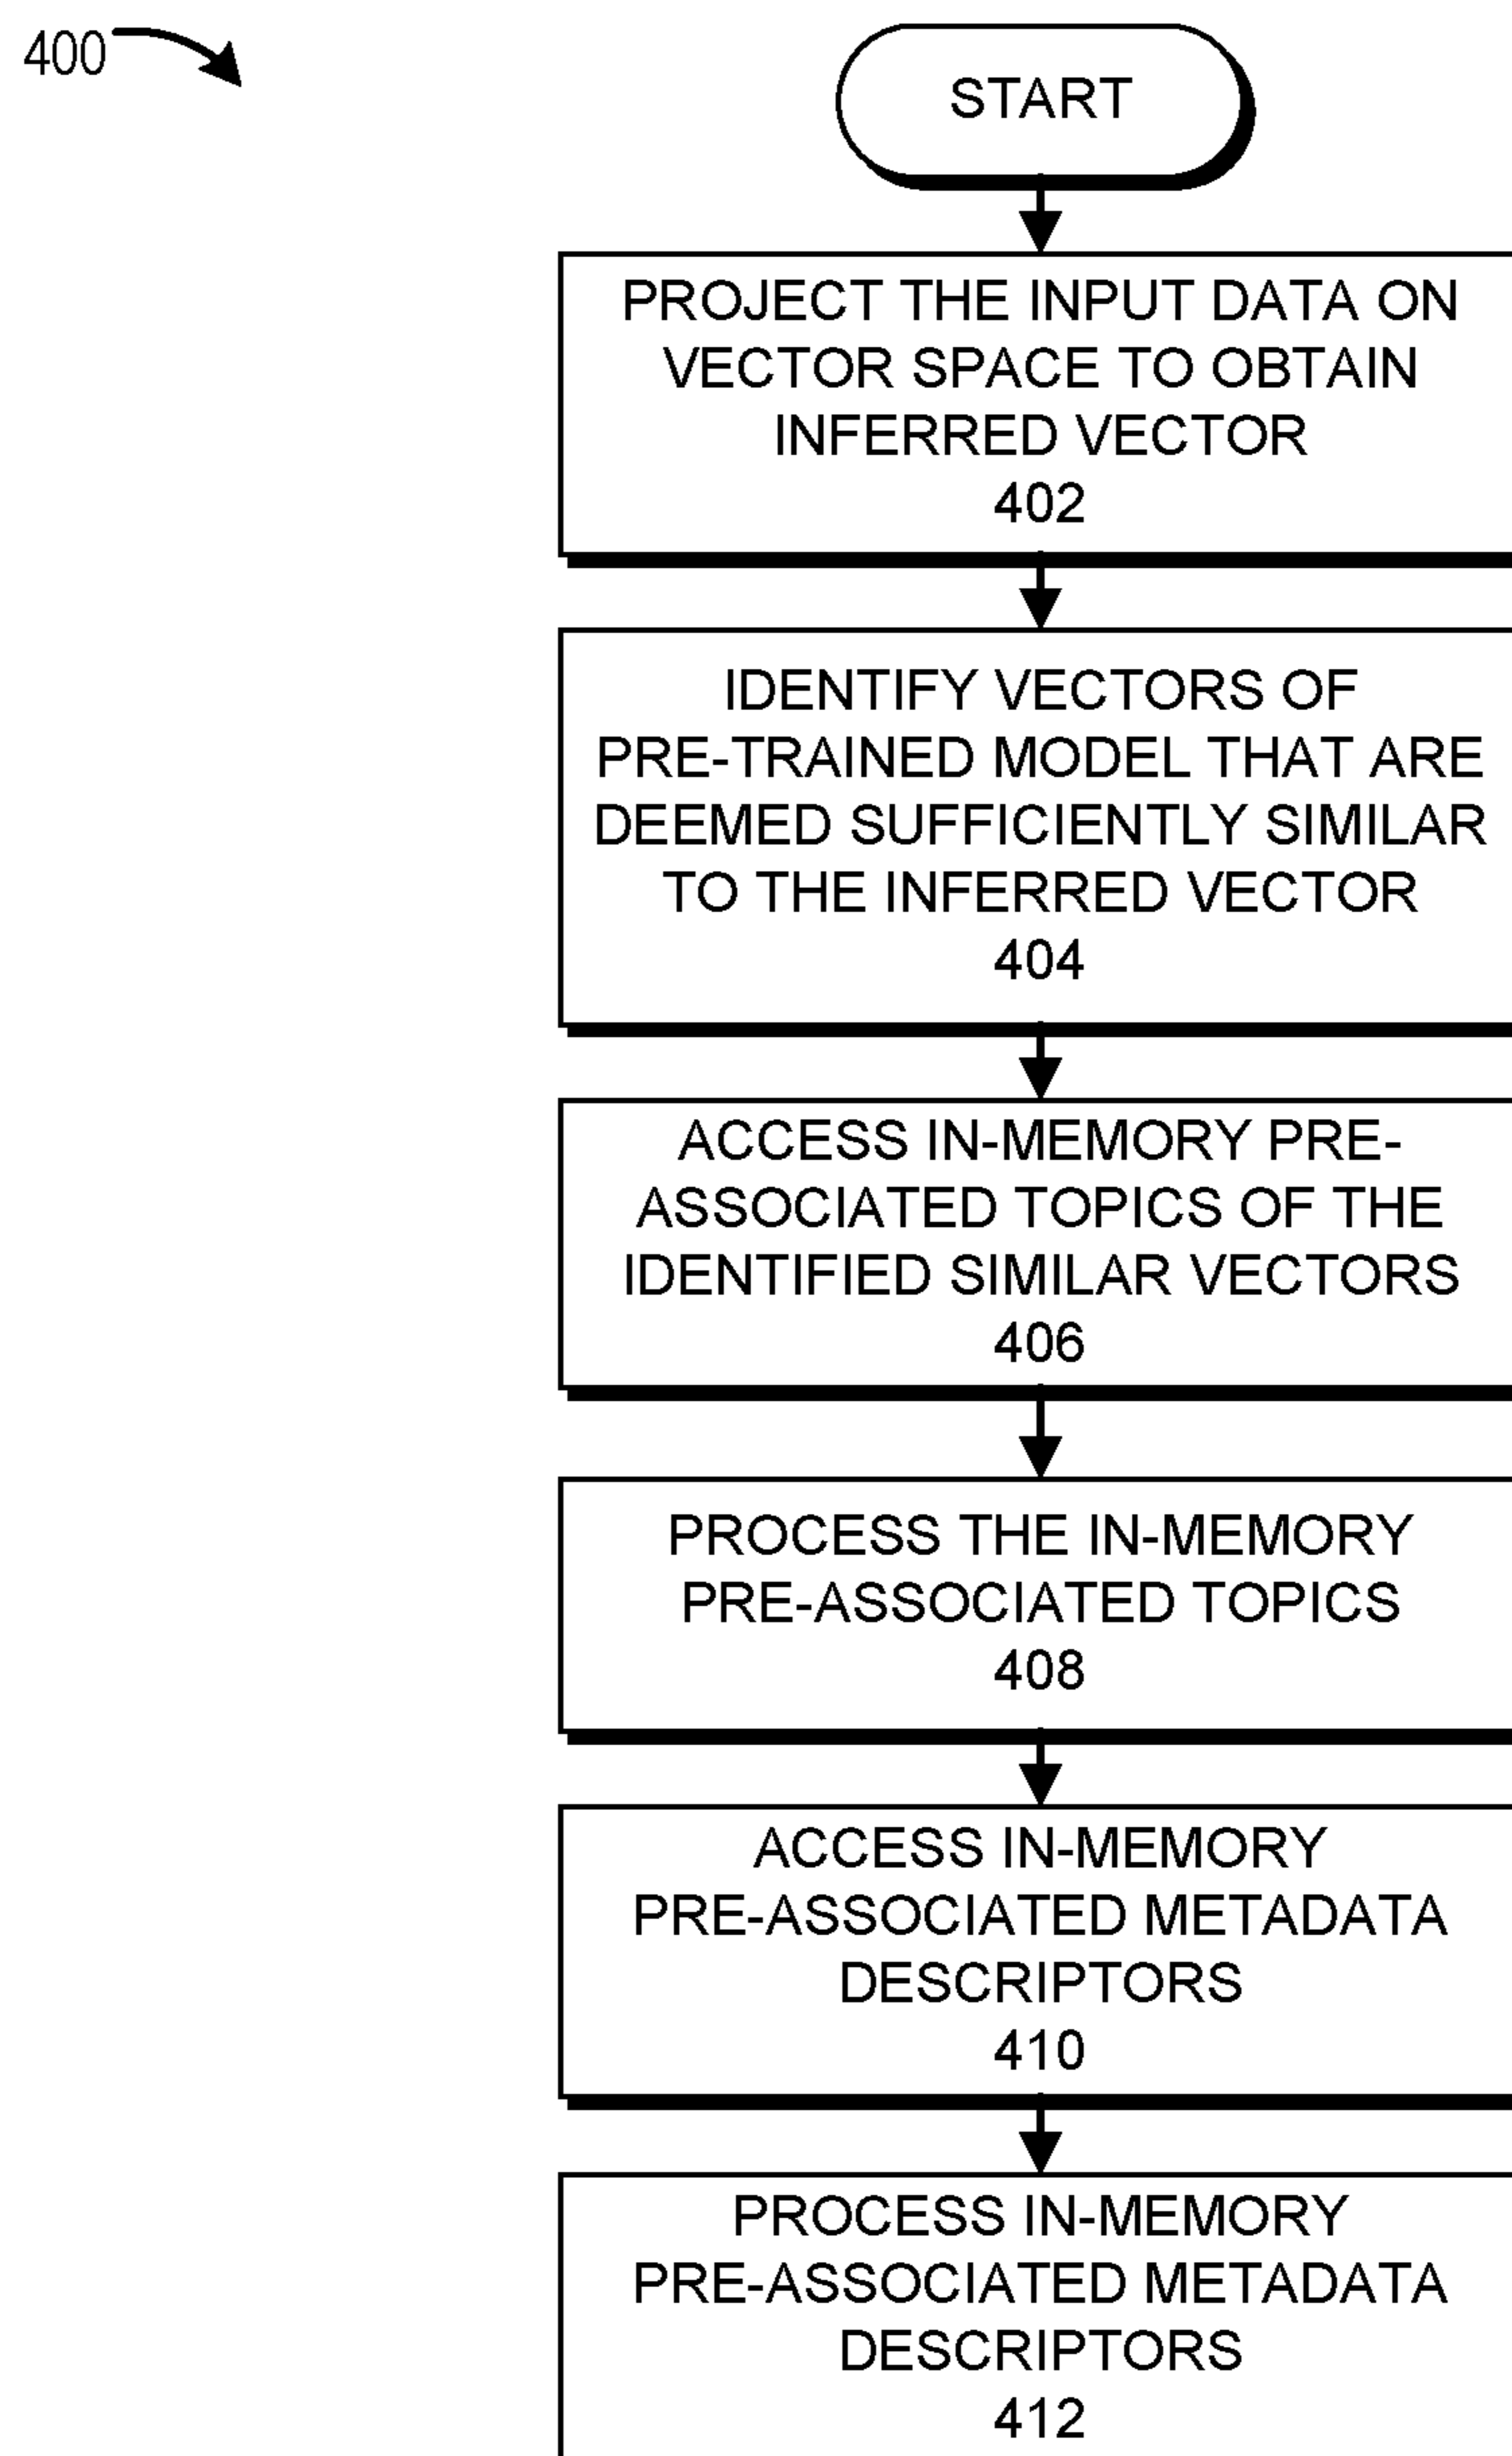 400
START
PROJECT THE INPUT DATA ON
VECTOR SPACE TO OBTAIN
INFERRED VECTOR
402
IDENTIFY VECTORS OF
PRE-TRAINED MODEL THAT ARE
DEEMED SUFFICIENTLY SIMILAR
TO THE INFERRED VECTOR
404
ACCESS IN-MEMORY PRE-
ASSOCIATED TOPICS OF THE
IDENTIFIED SIMILAR VECTORS
406
PROCESS THE IN-MEMORY
PRE-ASSOCIATED TOPICS
408
ACCESS IN-MEMORY
PRE-ASSOCIATED METADATA
DESCRIPTORS
410
PROCESS IN-MEMORY
PRE-ASSOCIATED METADATA
DESCRIPTORS
412